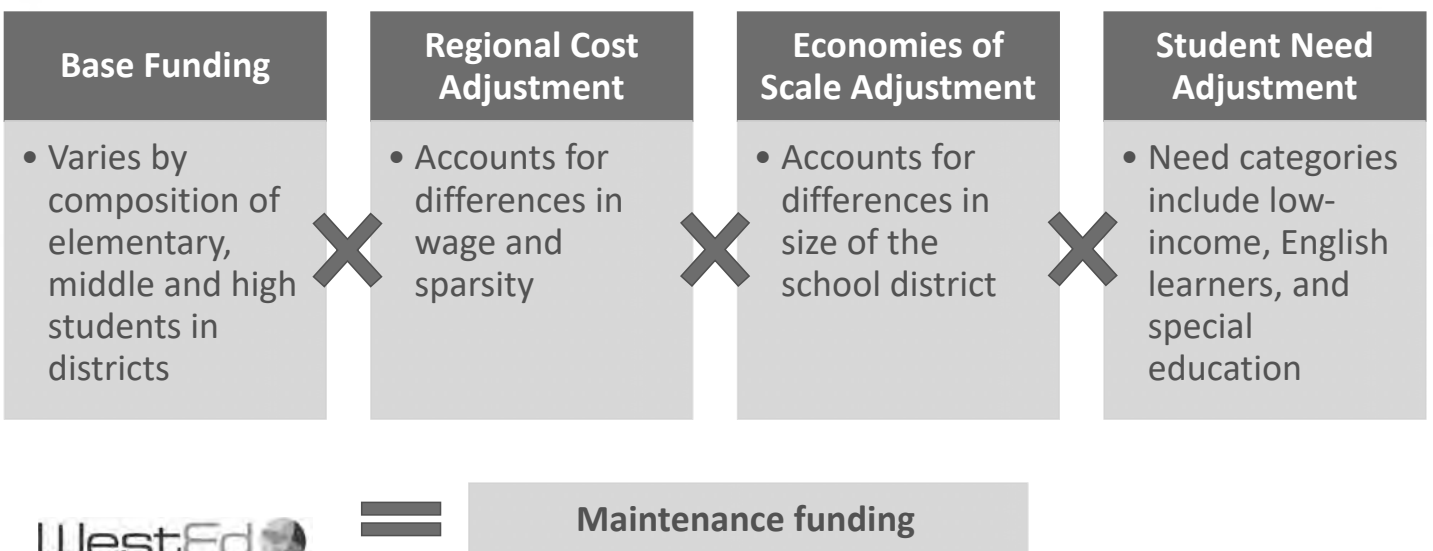 Base Funding
• Varies by
composition of
elementary,
middle and high
students in
districts
Regional Cost
Adjustment
• Accounts for
differences in
wage and
sparsity
Economies of
Scale Adjustment
• Accounts for
differences in
size of the
school district
Student Need
Adjustment
• Need categories
include low-
income, English
learners, and
special
education
WestEd
Maintenance funding